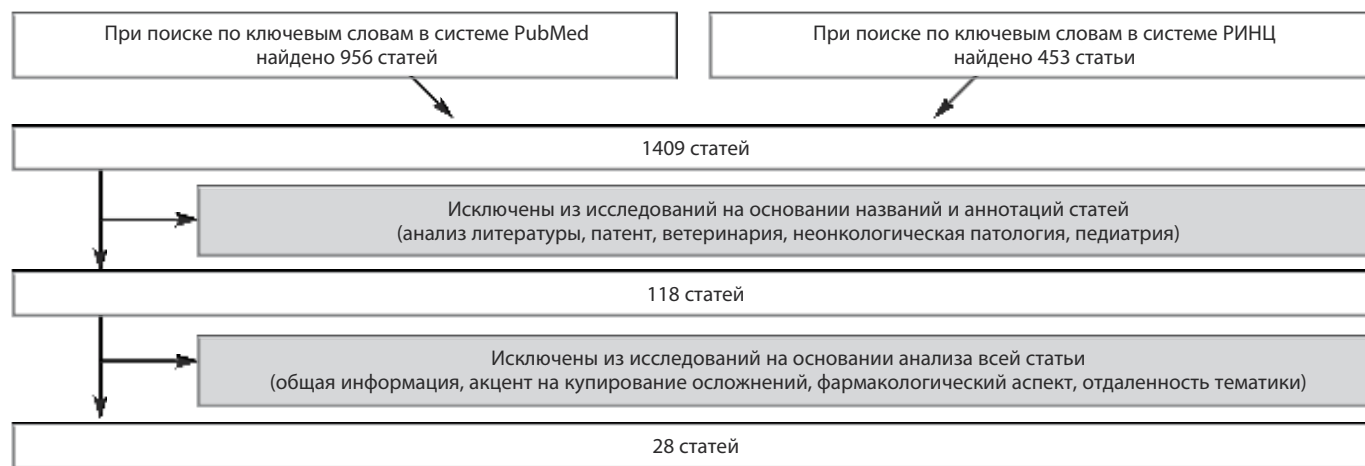 При поиске по ключевым словам в системе PubMed
найдено 956 статей
При поиске по ключевым словам в системе РИНЦ
найдено 453 статьи
1409 статей
Исключены из исследований на основании названий и аннотаций статей
(анализ литературы, патент, ветеринария, неонкологическая патология, педиатрия)
118 статей
Исключены из исследований на основании анализа всей статьи
(общая информация, акцент на купирование осложнений, фармакологический аспект, отдаленность тематики)
28 статей